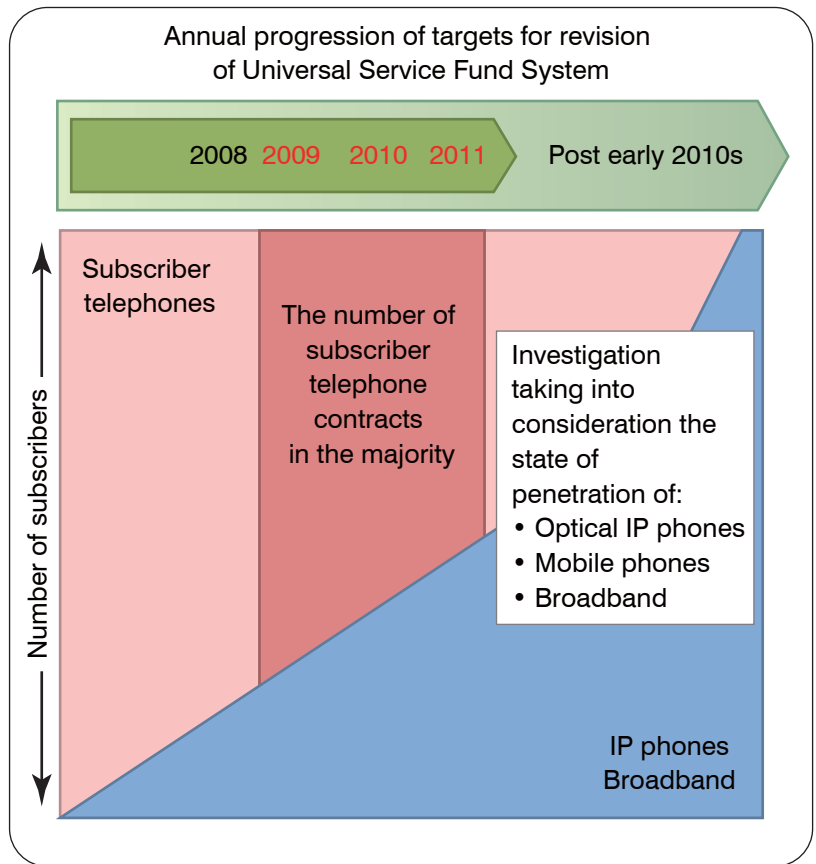 Annual progression of targets for revision
of Universal Service Fund System
2008 2009 2010 2011 Post early 2010s
Number of subscribers
Subscriber
telephones
The number of
subscriber
telephone
contracts
in the majority
Investigation
taking into
consideration the
state of
penetration of:
• Optical IP phones
• Mobile phones
• Broadband
IP phones
Broadband